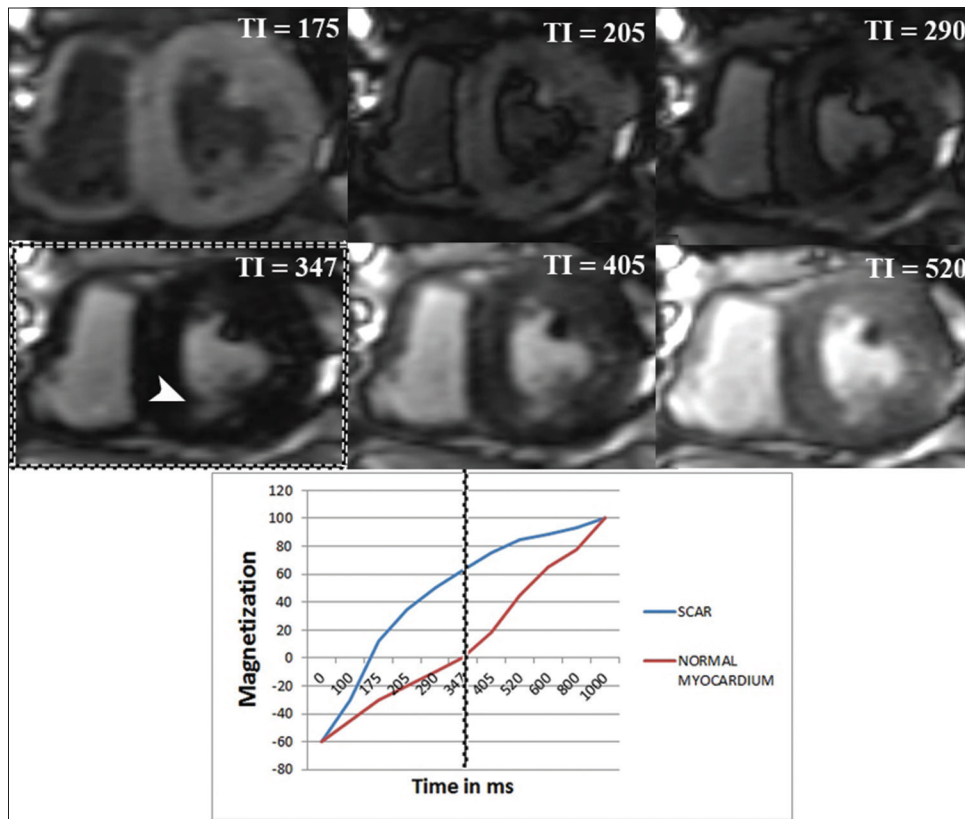 TI = 175
TI = 205
TI = 290
TI = 347
TI = 405
TI = 520
120
100
80
60
40
20
0
-20
-40
-60
-80
Magnetization
0
100
175
205
290
347
405
520
600
800
1000
Time in ms
SCAR
NORMAL
MYOCARDIUM